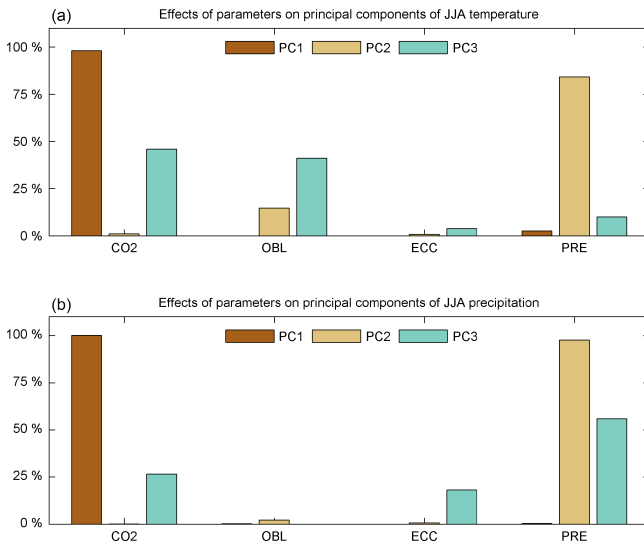 (a) Effects of parameters on principal components of JJA temperature
PC1 PC2 PC3
100 %
75 %
50 %
25 %
0 %
CO2 OBL ECC PRE
(b) Effects of parameters on principal components of JJA precipitation
PC1 PC2 PC3
100 %
75 %
50 %
25 %
0 %
CO2 OBL ECC PRE